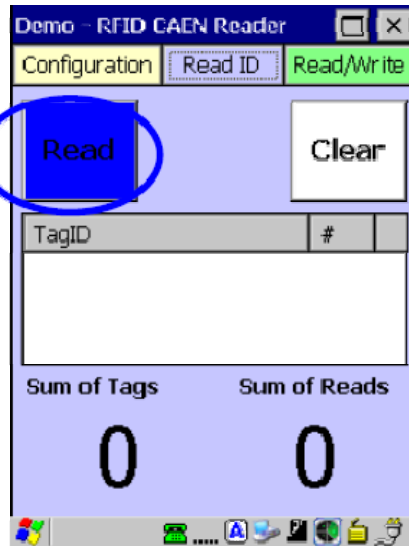 Demo - RFID CAEN Reader
Configuration Read ID Read/Write
Read Clear
TagID #
Sum of Tags Sum of Reads
0 0
..... A